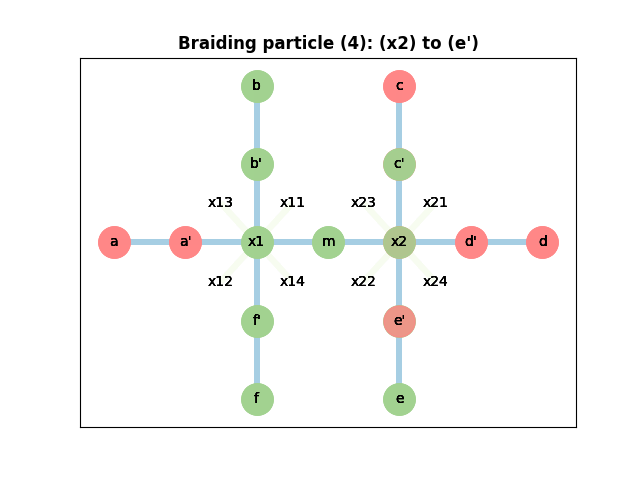 Braiding particle (4): (x2) to (e')
b c
b' c'
x13 x11 x23 x21
a a' x1 m x2 d' d
x12 x14 x22 x24
f' e'
f e